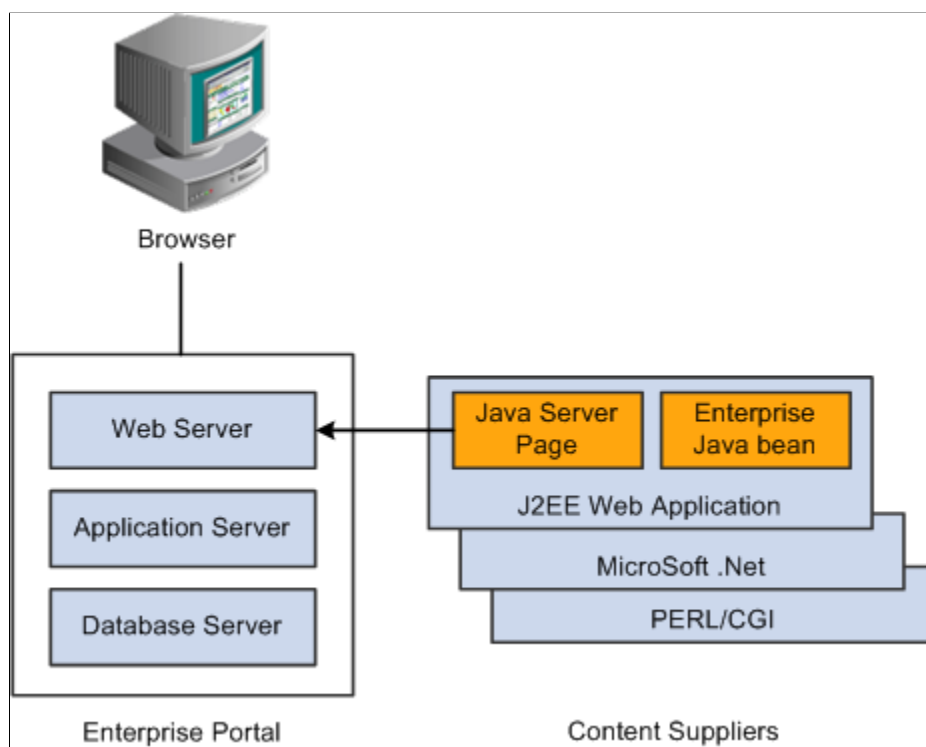 Browser
Web Server
Application Server
Database Server
Enterprise Portal
Java Server
Page
Enterprise
Java bean
J2EE Web Application
MicroSoft .Net
PERL/CGI
Content Suppliers